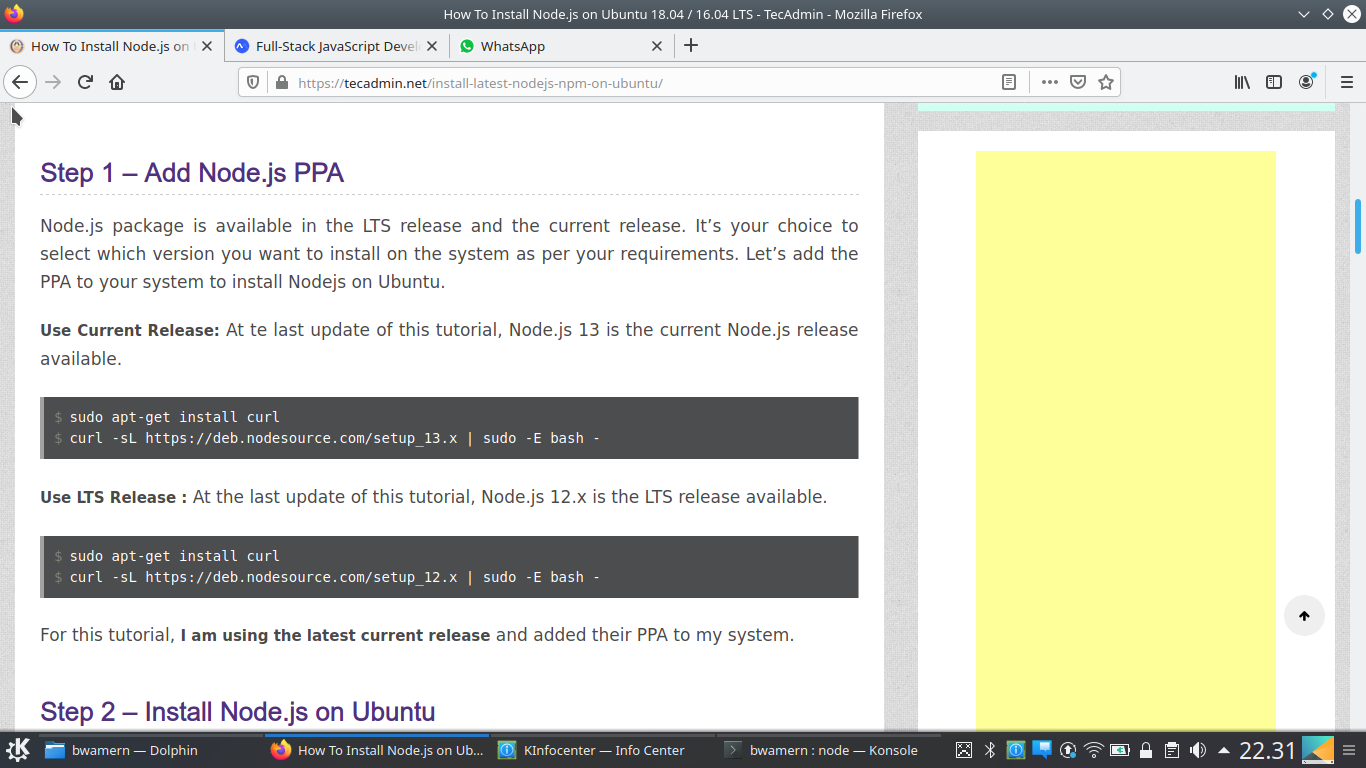 How To Install Node.js on Ubuntu 18.04 / 16.04 LTS - TecAdmin - Mozilla Firefox
How To Install Node.js on
Full-Stack JavaScript Devel
WhatsApp
https://tecadmin.net/install-latest-nodejs-npm-on-ubuntu/
Step 1 – Add Node.js PPA
Node.js package is available in the LTS release and the current release. It’s your choice to
select which version you want to install on the system as per your requirements. Let’s add the
PPA to your system to install Nodejs on Ubuntu.
Use Current Release: At te last update of this tutorial, Node.js 13 is the current Node.js release
available.
$ sudo apt-get install curl
$ curl -sL https://deb.nodesource.com/setup_13.x | sudo -E bash -
Use LTS Release : At the last update of this tutorial, Node.js 12.x is the LTS release available.
$ sudo apt-get install curl
$ curl -sL https://deb.nodesource.com/setup_12.x | sudo -E bash -
For this tutorial, I am using the latest current release and added their PPA to my system.
Step 2 – Install Node.js on Ubuntu
bwamern — Dolphin
How To Install Node.js on Ub...
KInfocenter — Info Center
bwamern : node — Konsole
22.31